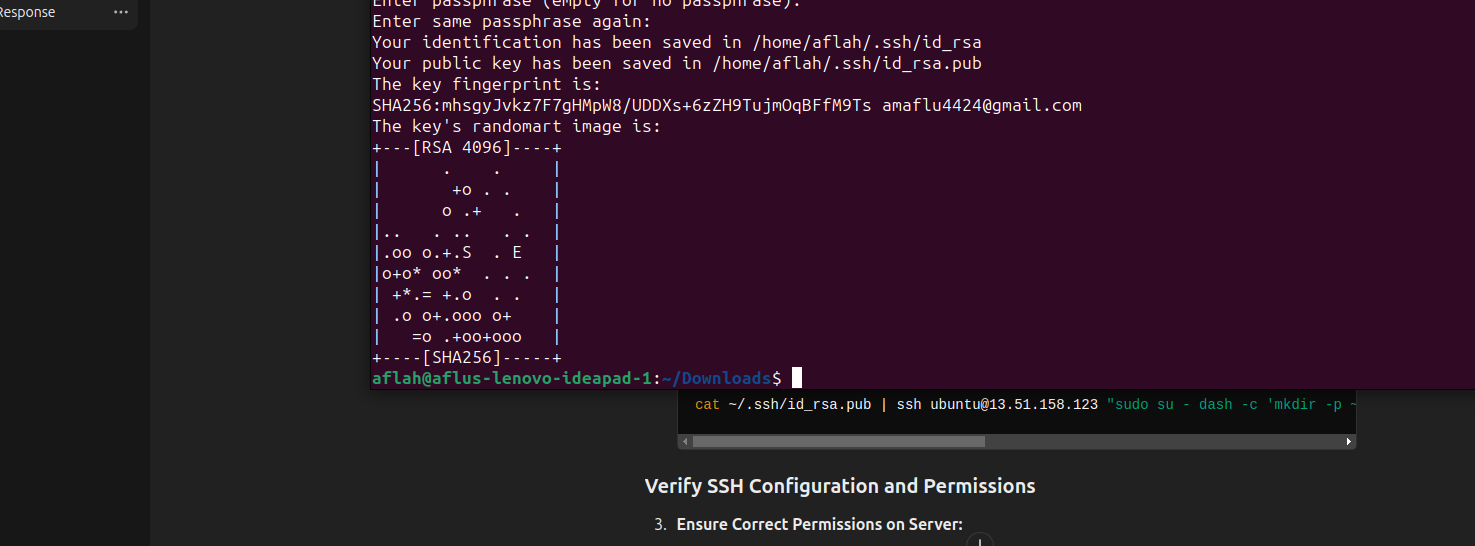 Response ...
Enter passphrase (empty for no passphrase):
Enter same passphrase again:
Your identification has been saved in /home/aflah/.ssh/id_rsa
Your public key has been saved in /home/aflah/.ssh/id_rsa.pub
The key fingerprint is:
SHA256:mhsgyJvkz7F7gHMpW8/UDDXs+6zZH9TujmOqBFfM9Ts amaflu4424@gmail.com
The key's randomart image is:
+---[RSA 4096]----+
|      .    .     |
|       +o . .    |
|      o .+   .   |
|..   . ..   . .  |
|.oo o.+.S  . E   |
|o+o* oo*  . . .  |
| +*.= +.o  . .   |
| .o o+.ooo o+    |
|   =o .+oo+ooo   |
+----[SHA256]-----+
aflah@aflus-lenovo-ideapad-1:~/Downloads$
cat ~/.ssh/id_rsa.pub | ssh ubuntu@13.51.158.123 "sudo su - dash -c 'mkdir -p ~
Verify SSH Configuration and Permissions
3. Ensure Correct Permissions on Server: